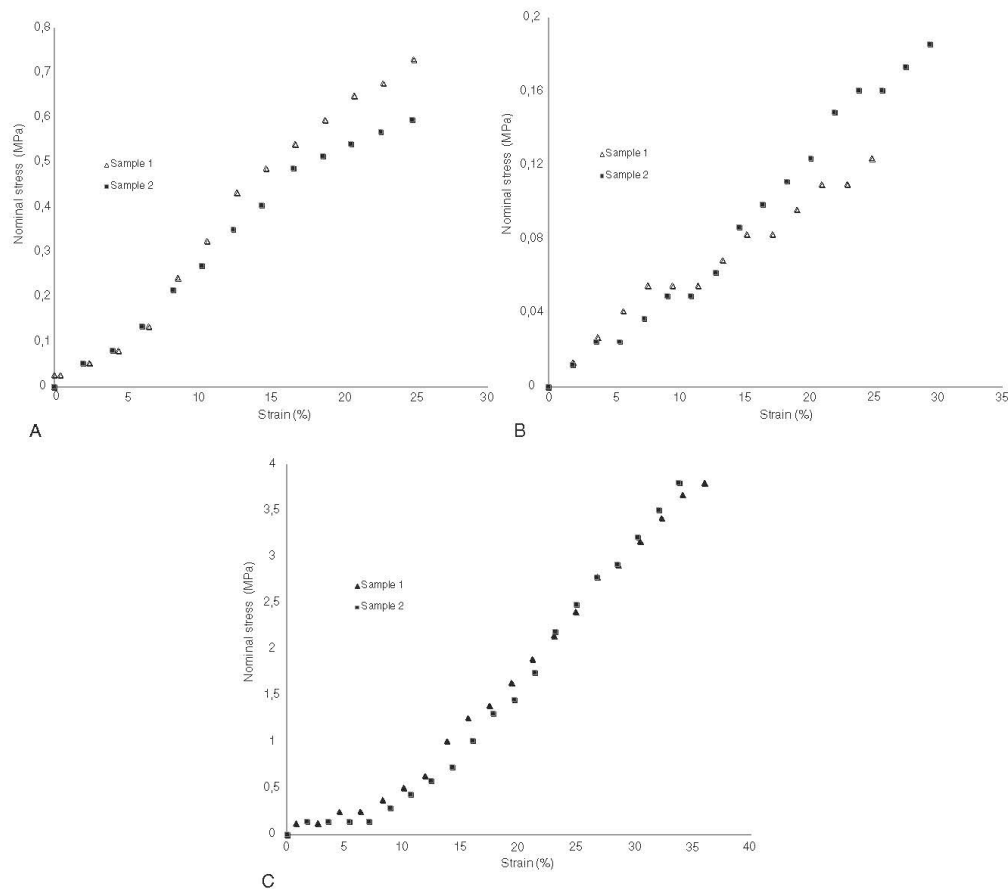 0,8
0,7
0,6
0,5
0,4
0,3
0,2
0,1
0
Nominal stress (MPa)
Sample 1
Sample 2
0 5 10 15 20 25 30
Strain (%)
A
0,2
0,16
0,12
0,08
0,04
0
Nominal stress (MPa)
Sample 1
Sample 2
0 5 10 15 20 25 30 35
Strain (%)
B
4
3,5
3
2,5
2
1,5
1
0,5
0
Nominal stress (MPa)
Sample 1
Sample 2
0 5 10 15 20 25 30 40
Strain (%)
C